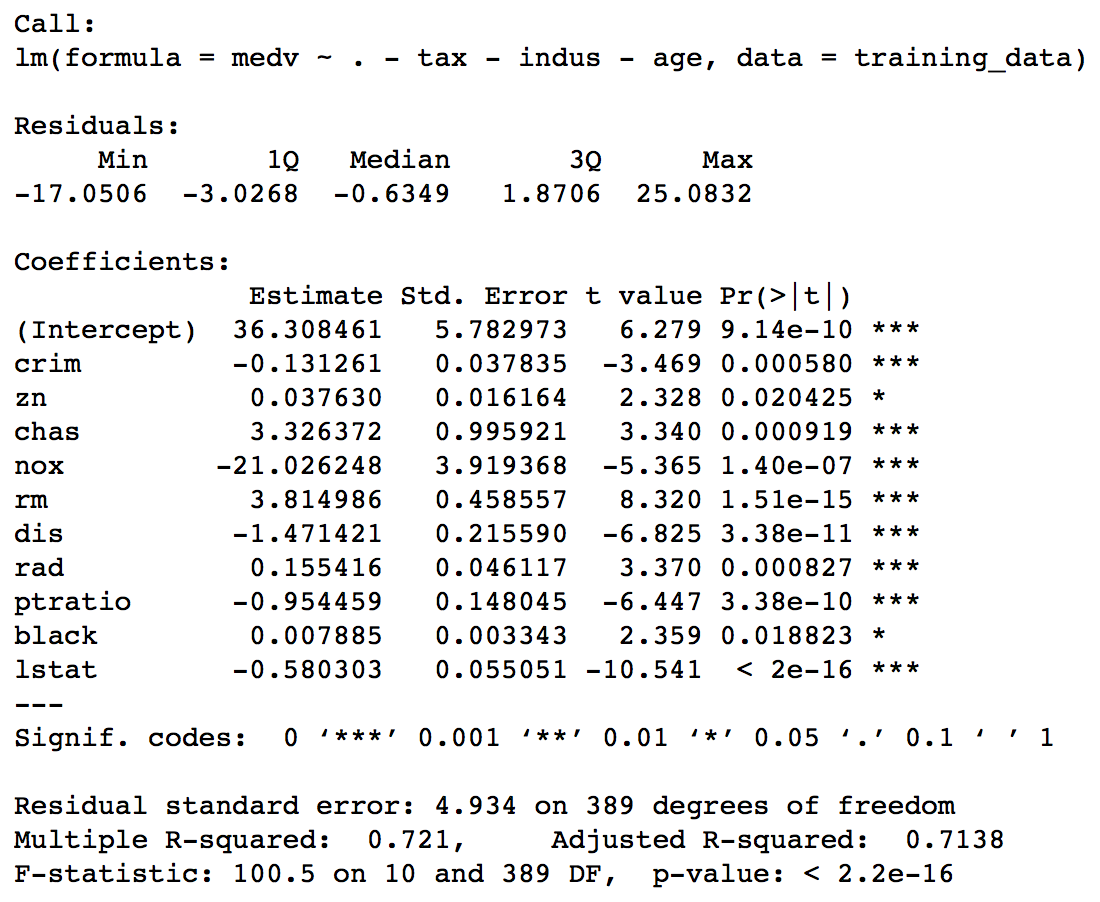 Call:
lm(formula = medv ~ . - tax - indus - age, data = training_data)
Residuals:
     Min       1Q   Median       3Q      Max
-17.0506  -3.0268  -0.6349   1.8706  25.0832
Coefficients:
              Estimate Std. Error t value Pr(>|t|)
(Intercept)  36.308461   5.782973   6.279 9.14e-10 ***
crim         -0.131261   0.037835  -3.469 0.000580 ***
zn            0.037630   0.016164   2.328 0.020425 *
chas          3.326372   0.995921   3.340 0.000919 ***
nox         -21.026248   3.919368  -5.365 1.40e-07 ***
rm            3.814986   0.458557   8.320 1.51e-15 ***
dis          -1.471421   0.215590  -6.825 3.38e-11 ***
rad           0.155416   0.046117   3.370 0.000827 ***
ptratio      -0.954459   0.148045  -6.447 3.38e-10 ***
black         0.007885   0.003343   2.359 0.018823 *
lstat        -0.580303   0.055051 -10.541  < 2e-16 ***
---
Signif. codes:  0 ‘***’ 0.001 ‘**’ 0.01 ‘*’ 0.05 ‘.’ 0.1 ‘ ’ 1
Residual standard error: 4.934 on 389 degrees of freedom
Multiple R-squared:  0.721,     Adjusted R-squared:  0.7138
F-statistic: 100.5 on 10 and 389 DF,  p-value: < 2.2e-16